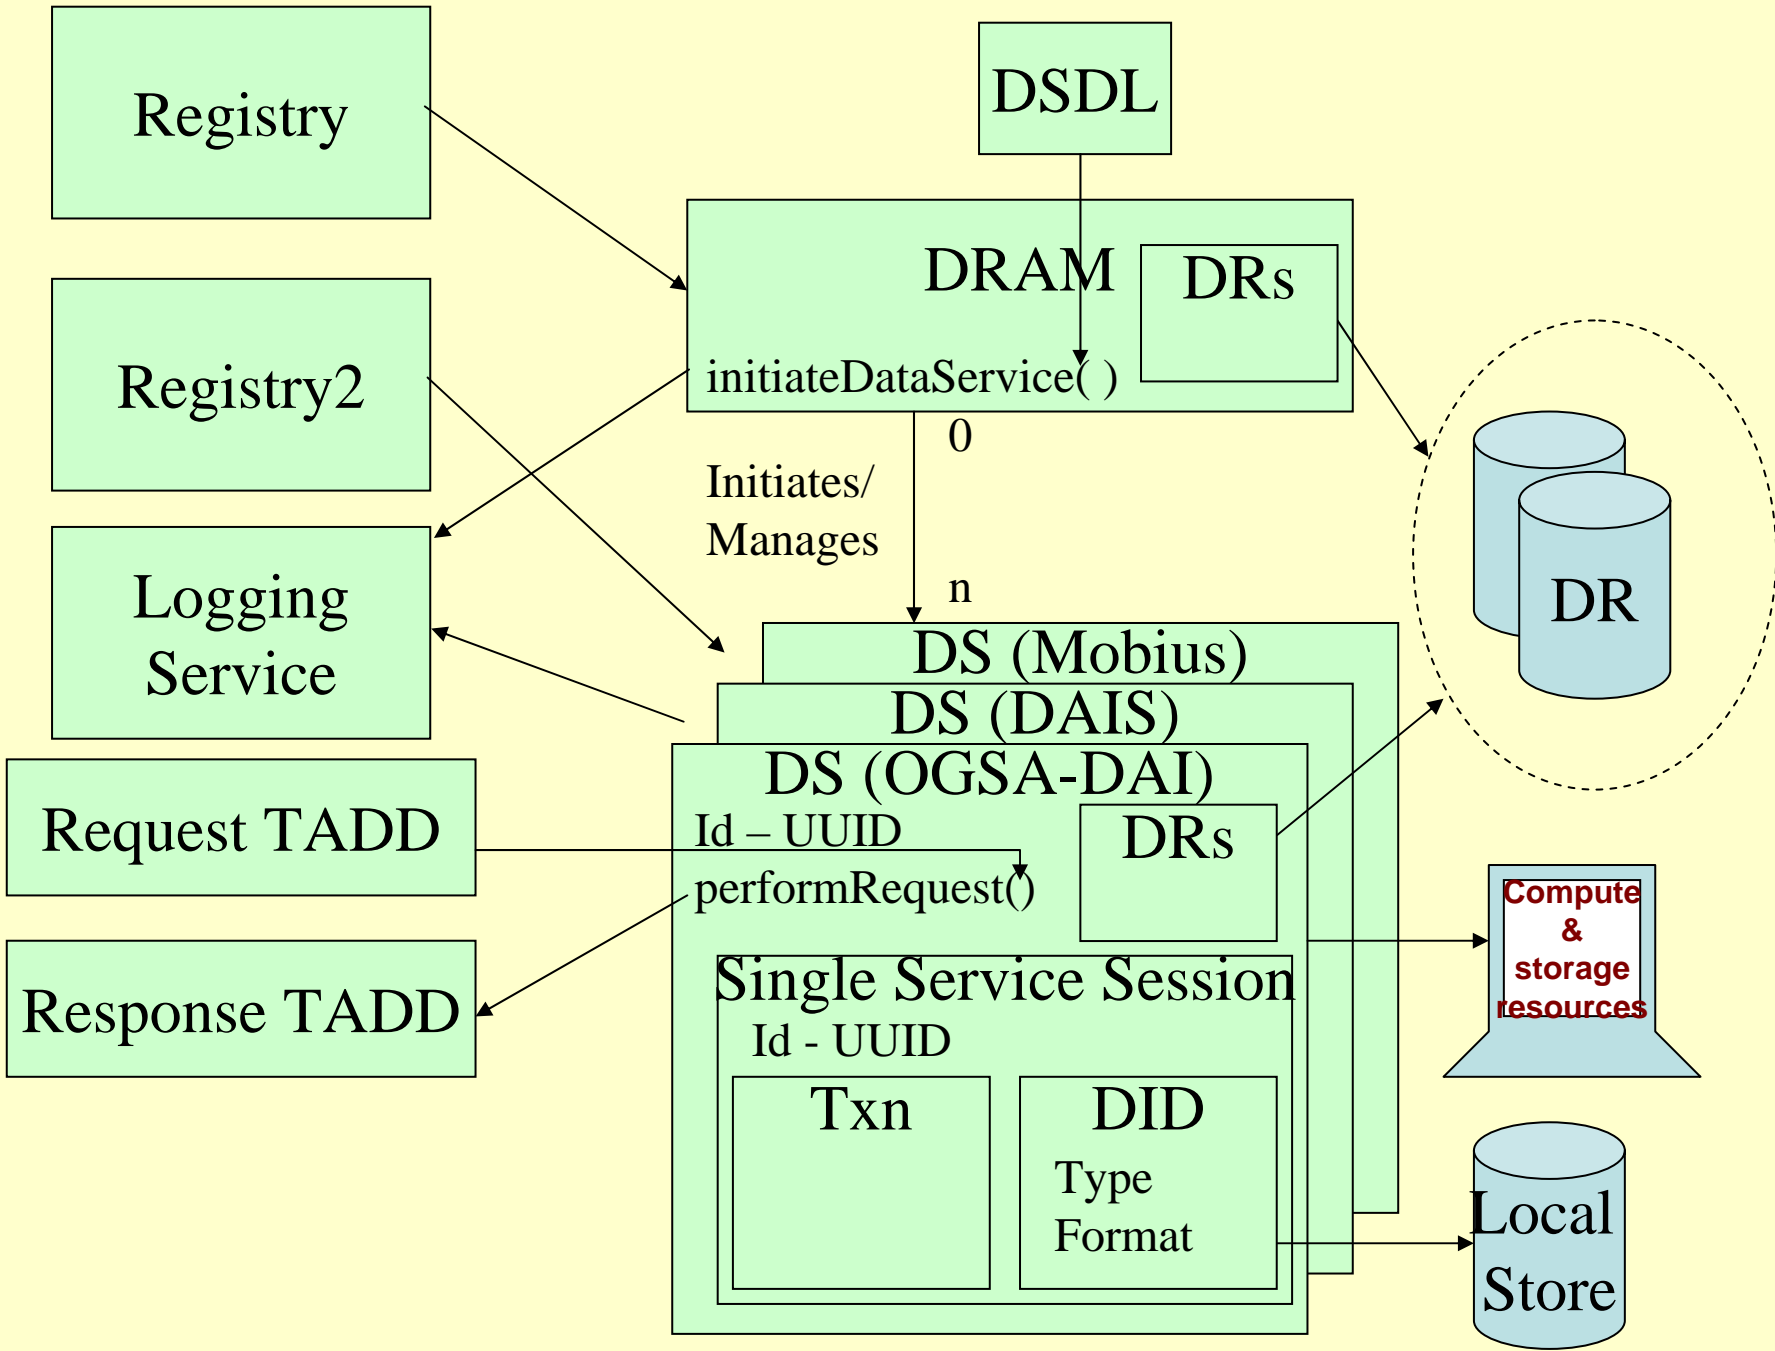 Registry
DSDL
DRAM
DRs
initiateDataService( )
Registry2
0
Initiates/
Manages
n
DR
Logging
Service
DS (Mobius)
DS (DAIS)
DS (OGSA-DAI)
Request TADD
Id – UUID
performRequest()
DRs
Compute
&
storage
resources
Response TADD
Single Service Session
Id - UUID
Txn
DID
Type
Format
Local
Store